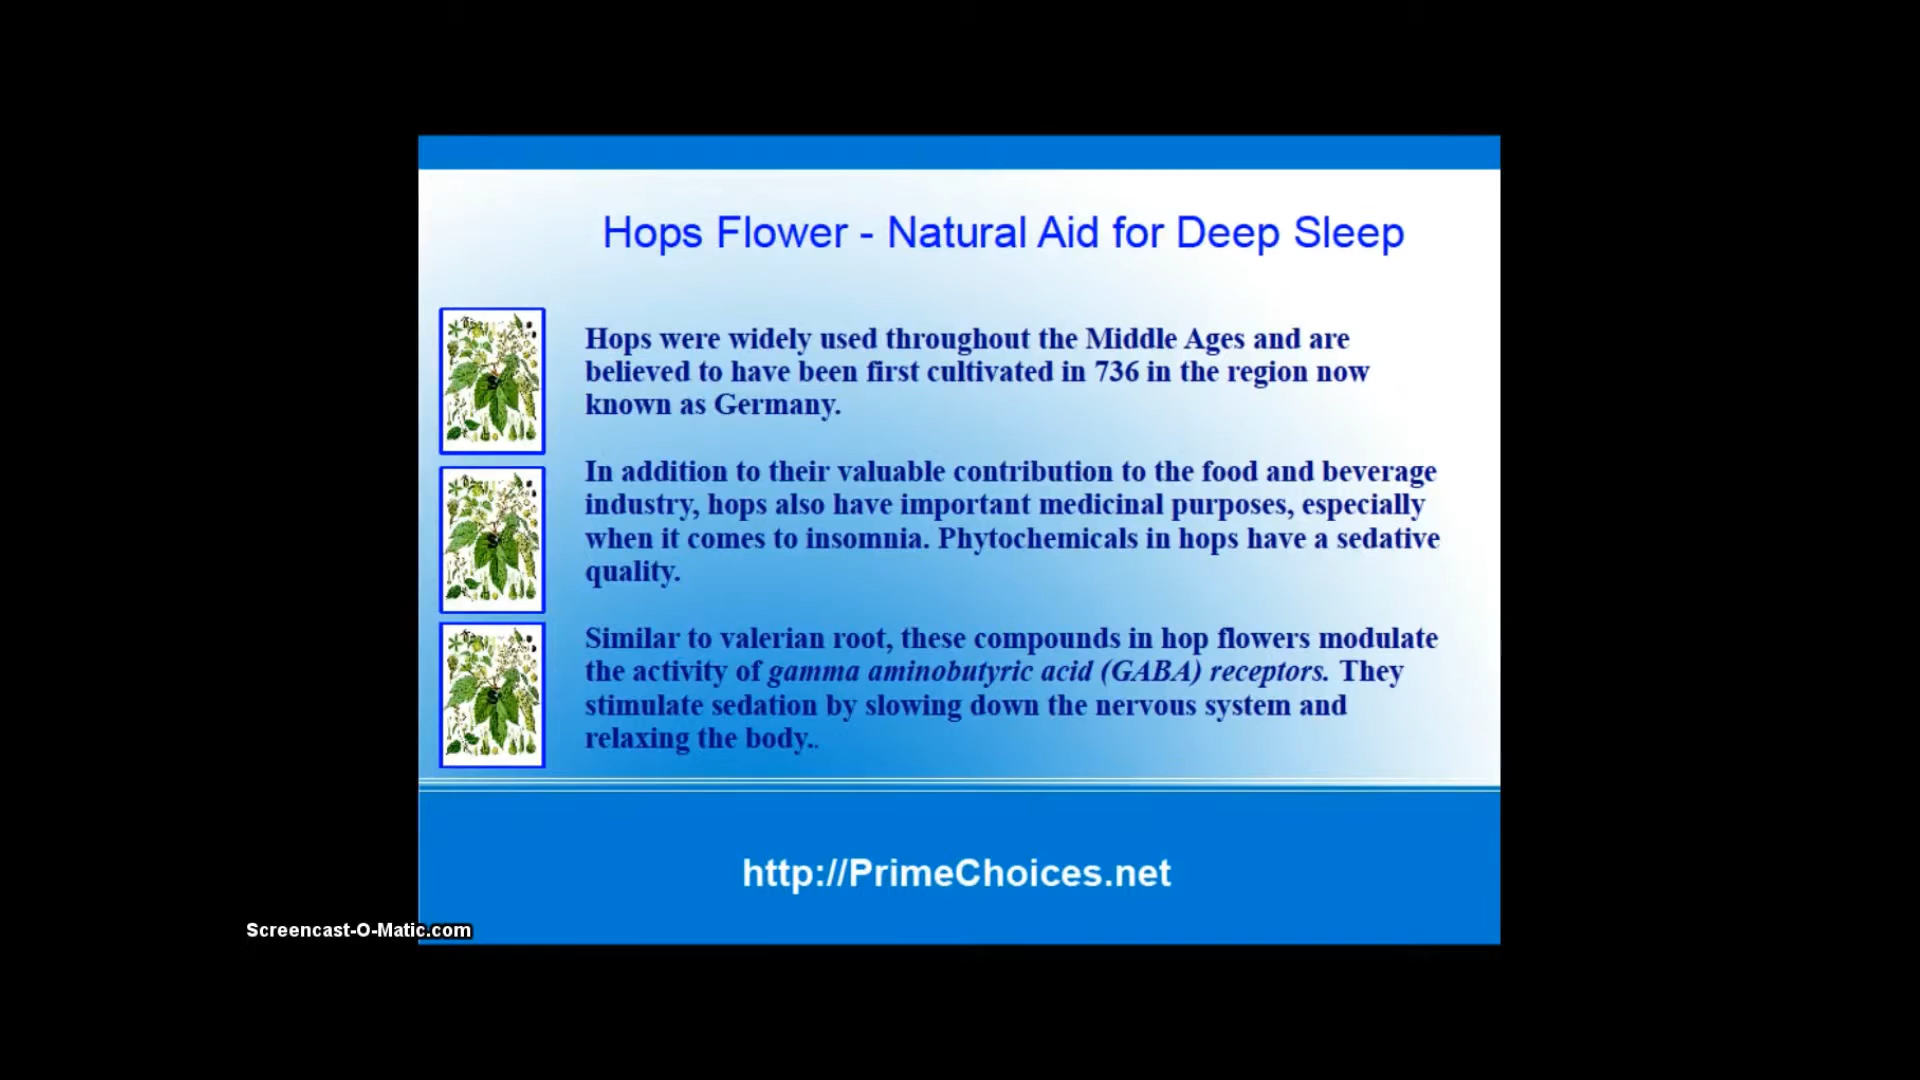 Hops Flower - Natural Aid for Deep Sleep
Hops were widely used throughout the Middle Ages and are
believed to have been first cultivated in 736 in the region now
known as Germany.
In addition to their valuable contribution to the food and beverage
industry, hops also have important medicinal purposes, especially
when it comes to insomnia. Phytochemicals in hops have a sedative
quality.
Similar to valerian root, these compounds in hop flowers modulate
the activity of gamma aminobutyric acid (GABA) receptors. They
stimulate sedation by slowing down the nervous system and
relaxing the body..
http://PrimeChoices.net
Screencast-O-Matic.com